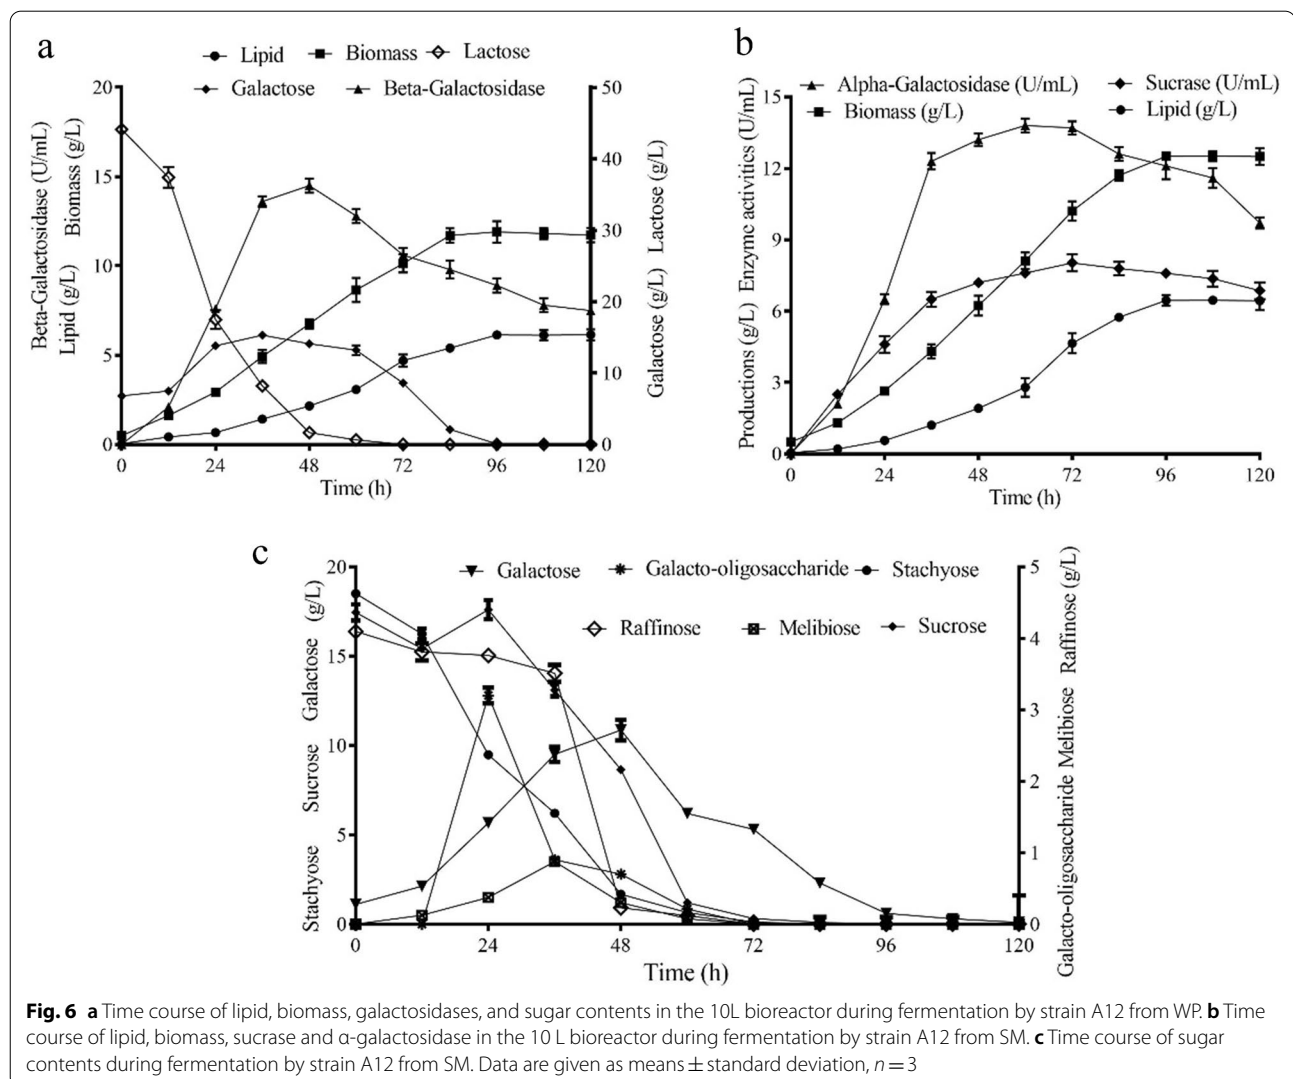 a
Lipid Biomass Lactose
Galactose Beta-Galactosidase
20
15
10
5
0
Beta-Galactosidase (U/mL)
Lipid (g/L) Biomass (g/L)
50
40
30
20
10
0
Galactose (g/L) Lactose (g/L)
0 24 48 72 96 120
Time (h)
b
Alpha-Galactosidase (U/mL) Sucrase (U/mL)
Biomass (g/L) Lipid (g/L)
15
12
9
6
3
0
Productions (g/L) Enzyme activities (U/mL)
0 24 48 72 96 120
Time (h)
c
Galactose Galacto-oligosaccharide Stachyose
Raffinose Melibiose Sucrose
20
15
10
5
0
Stachyose Sucrose Galactose (g/L)
5
4
3
2
1
0
Galacto-oligosaccharide Melibiose Raffinose (g/L)
0 24 48 72 96 120
Time (h)
Fig. 6 a Time course of lipid, biomass, galactosidases, and sugar contents in the 10L bioreactor during fermentation by strain A12 from WP. b Time
course of lipid, biomass, sucrase and α-galactosidase in the 10 L bioreactor during fermentation by strain A12 from SM. c Time course of sugar
contents during fermentation by strain A12 from SM. Data are given as means ± standard deviation, n = 3